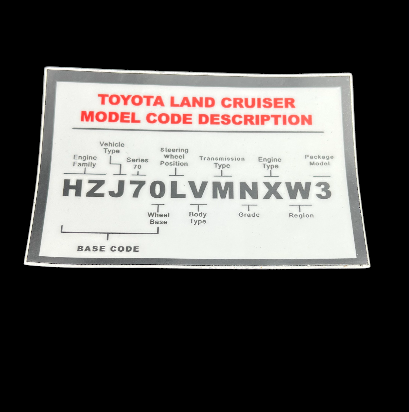 TOYOTA LAND CRUISER
MODEL CODE DESCRIPTION
Engine Family
Vehicle Type
Series 70
Steering wheel Position
Transmission Type
Engine Type
Package Model
HZJ70LVMNXW3
Wheel Base
Body Type
Grade
Region
BASE CODE